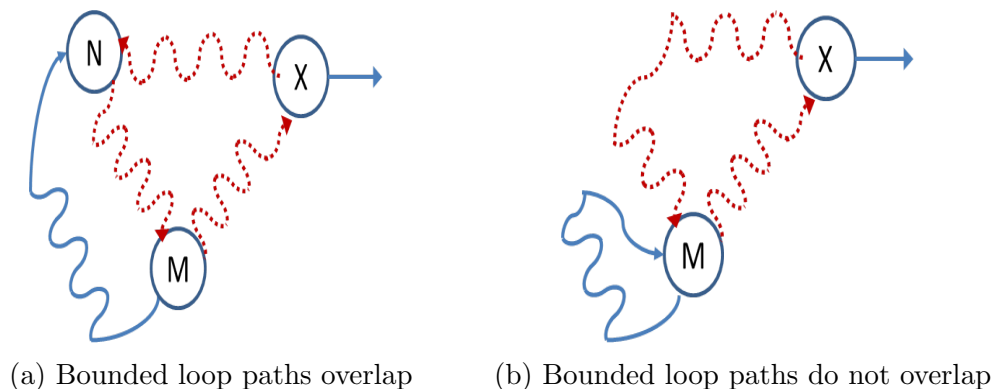 N
X
M
X
M
(a) Bounded loop paths overlap
(b) Bounded loop paths do not overlap